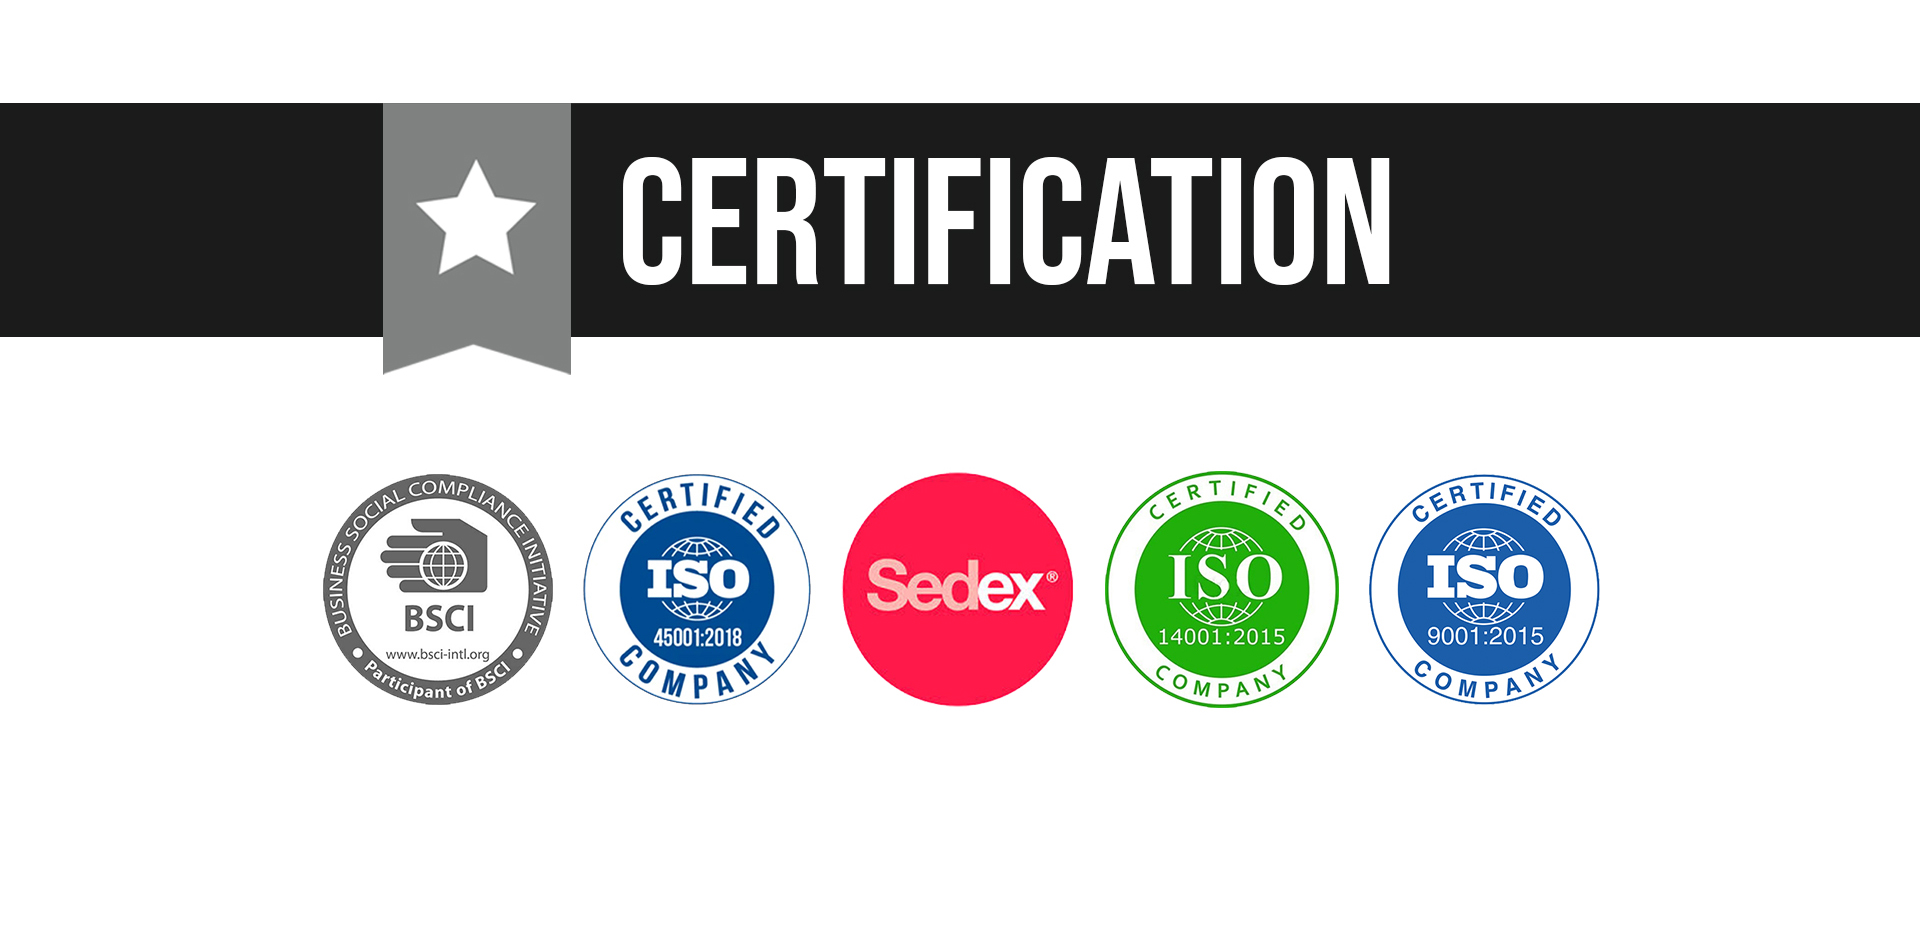 CERTIFICATION
BUSINESS SOCIAL COMPLIANCE INITIATIVE
BSCI
www.bsci-intl.org
• Participant of BSCI •
CERTIFIED
ISO
45001:2018
COMPANY
Sedex®
CERTIFIED
ISO
14001:2015
COMPANY
CERTIFIED
ISO
9001:2015
COMPANY